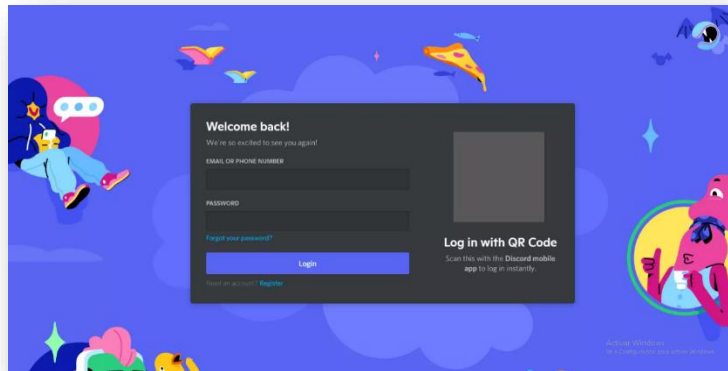 Welcome back!
We're so excited to see you again!
EMAIL OR PHONE NUMBER
PASSWORD
Forgot your password?
Login
Need an account? Register
Log in with QR Code
Scan this with the Discord mobile
app to log in instantly.
Activar Windows